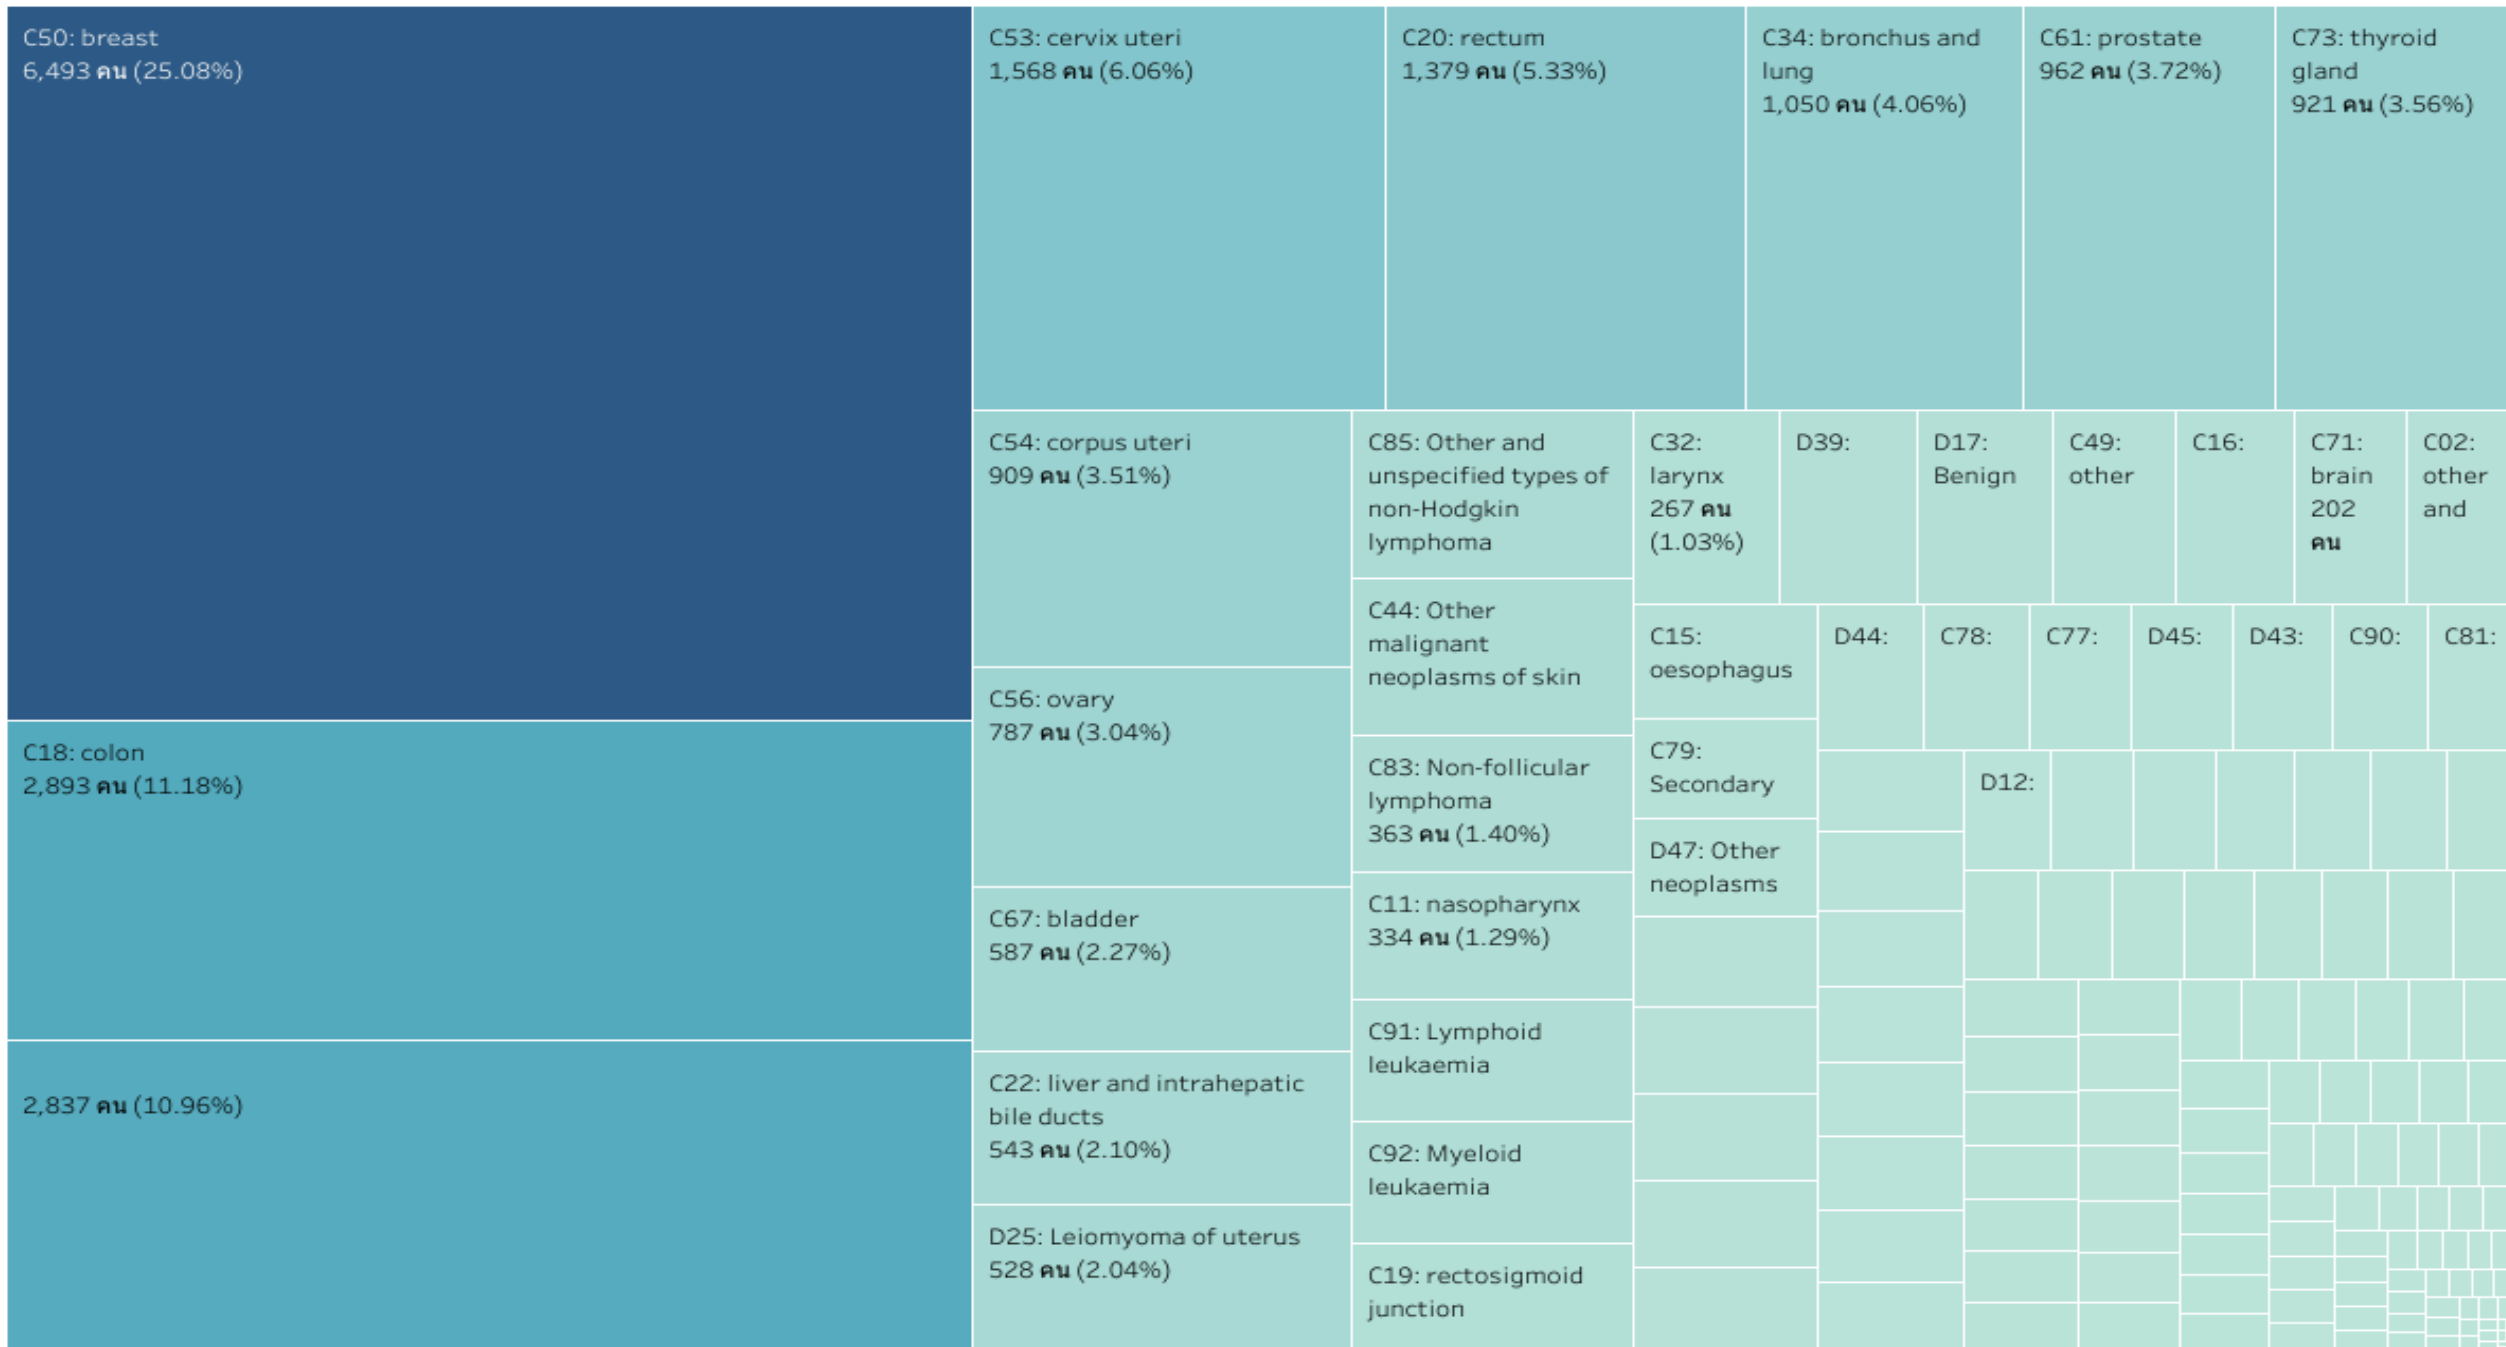 C50: breast
6,493 คน (25.08%)
C18: colon
2,893 คน (11.18%)
2,837 คน (10.96%)
C53: cervix uteri
1,568 คน (6.06%)
C20: rectum
1,379 คน (5.33%)
C34: bronchus and
lung
1,050 คน (4.06%)
C61: prostate
962 คน (3.72%)
C73: thyroid
gland
921 คน (3.56%)
C54: corpus uteri
909 คน (3.51%)
C56: ovary
787 คน (3.04%)
C67: bladder
587 คน (2.27%)
C22: liver and intrahepatic
bile ducts
543 คน (2.10%)
D25: Leiomyoma of uterus
528 คน (2.04%)
C85: Other and
unspecified types of
non-Hodgkin
lymphoma
C44: Other
malignant
neoplasms of skin
C83: Non-follicular
lymphoma
363 คน (1.40%)
C11: nasopharynx
334 คน (1.29%)
C91: Lymphoid
leukaemia
C92: Myeloid
leukaemia
C19: rectosigmoid
junction
C32:
larynx
267 คน
(1.03%)
D39:
D17:
Benign
C49:
other
C16:
C71:
brain
202
คน
C02:
other
and
C15:
oesophagus
C79:
Secondary
D47: Other
neoplasms
D44:
C78:
C77:
D45:
D43:
C90:
C81:
D12: